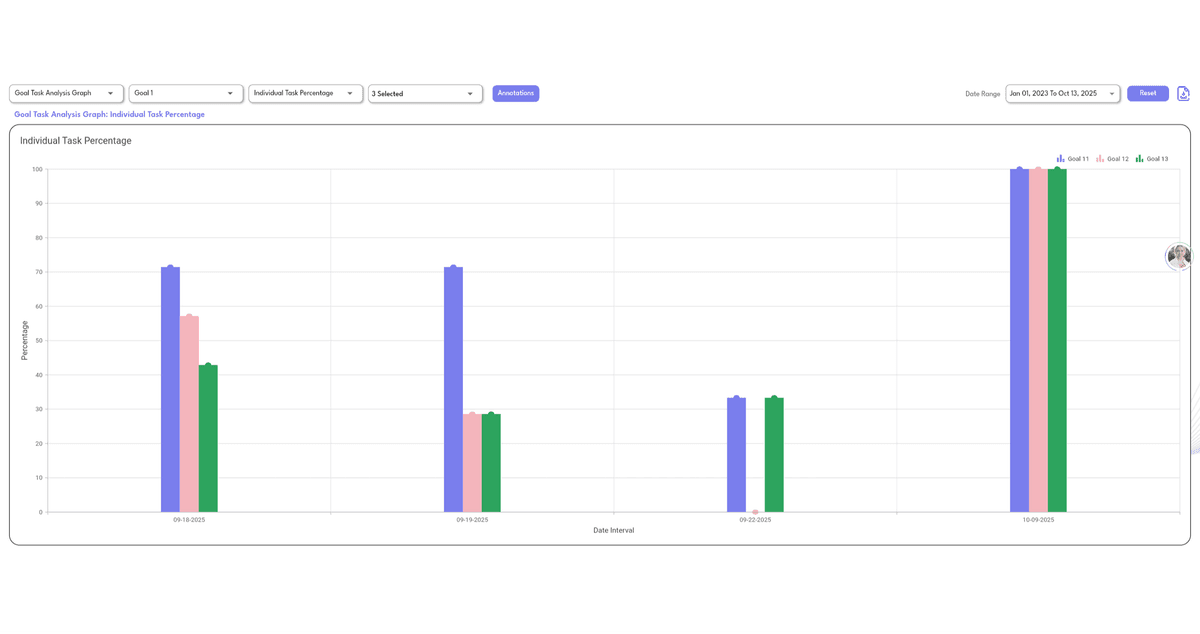 Goal Task Analysis Graph Goal 1 Individual Task Percentage 3 Selected Annotations Date Range Jan 01, 2023 To Oct 13, 2025 Reset
Goal Task Analysis Graph: Individual Task Percentage
Individual Task Percentage
Goal 11 Goal 12 Goal 13
100
90
80
70
60
50
40
30
20
10
0
Percentage
09-18-2025 09-19-2025 09-22-2025 10-09-2025
Date Interval